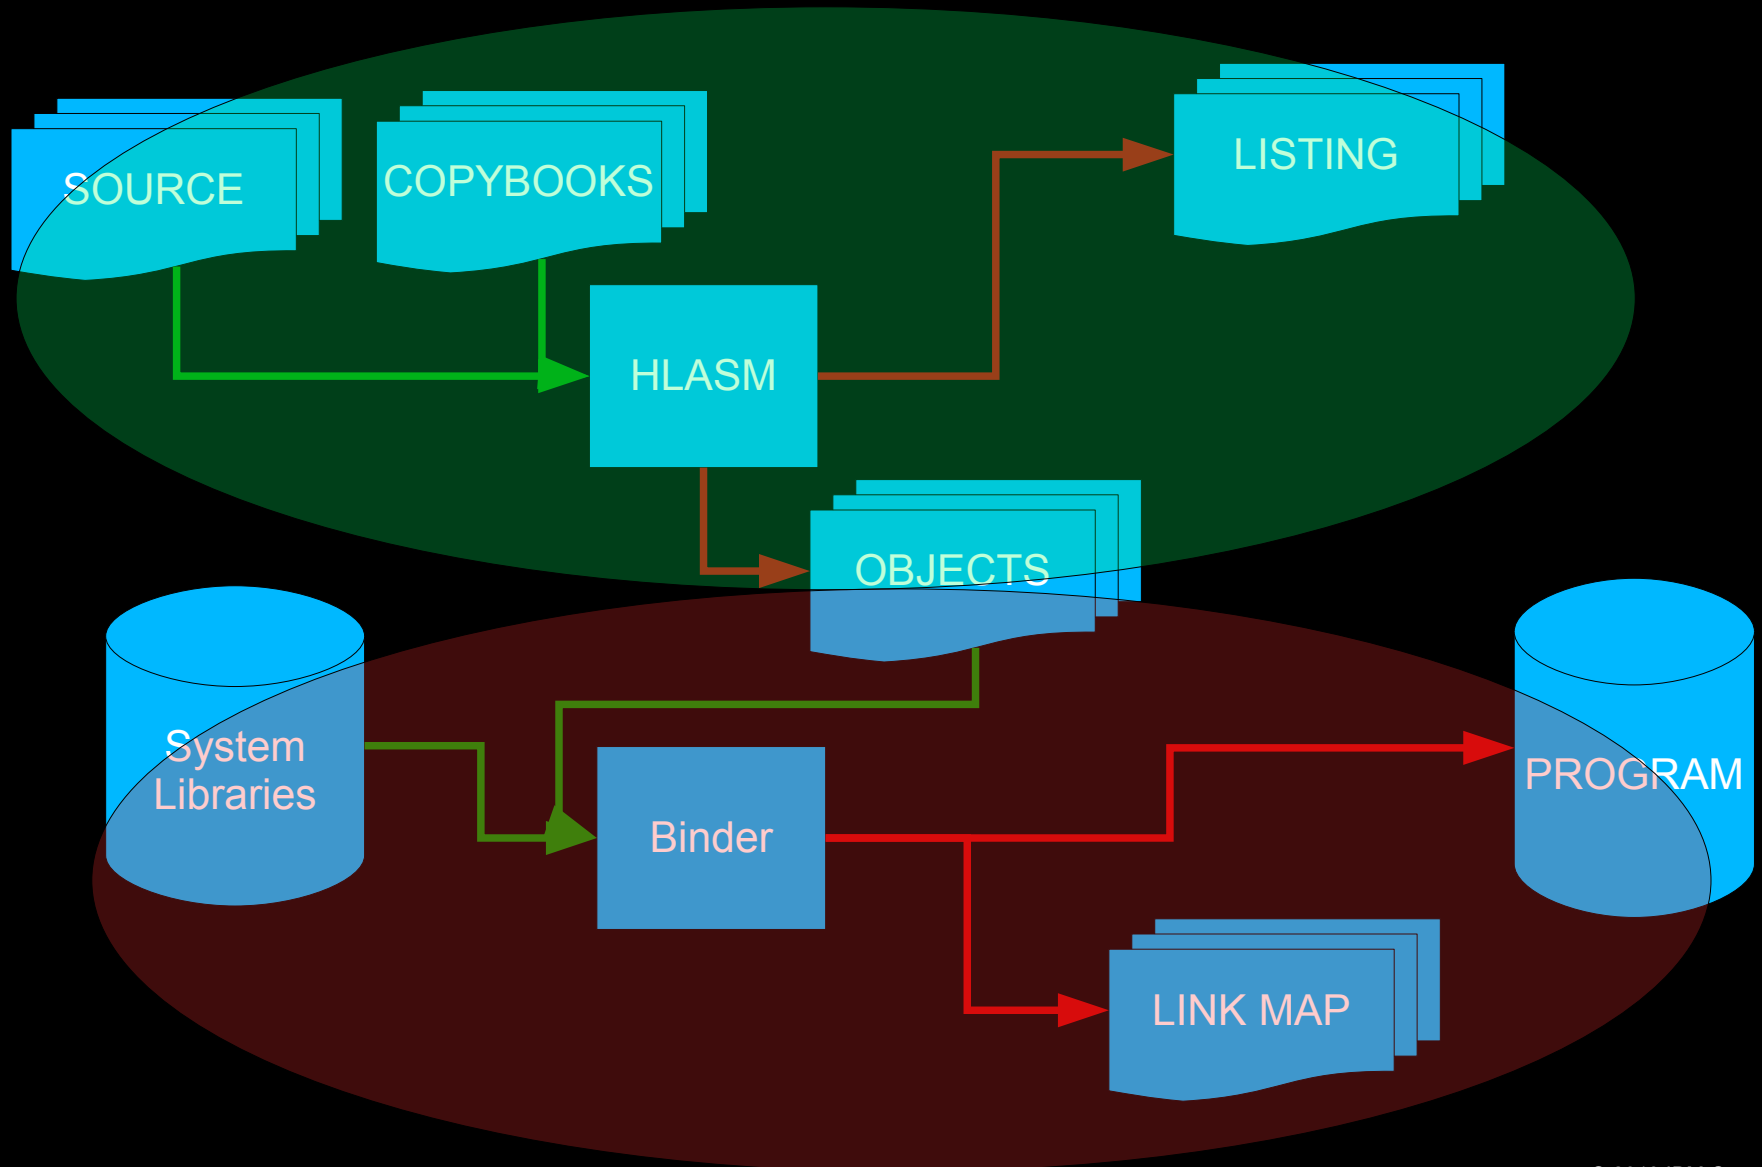 SOURCE
COPYBOOKS
LISTING
HLASM
OBJECTS
System
Libraries
Binder
PROGRAM
LINK MAP